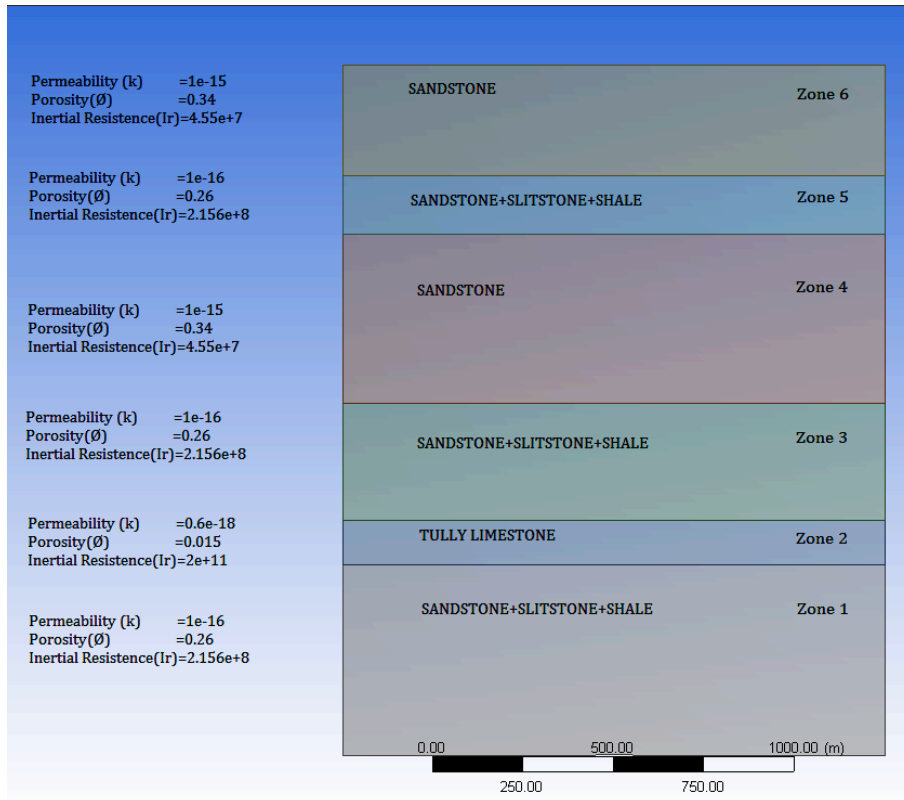 Permeability (k) =1e-15
Porosity(Ø) =0.34
Inertial Resistence(Ir)=4.55e+7
SANDSTONE
Zone 6
Permeability (k) =1e-16
Porosity(Ø) =0.26
Inertial Resistence(Ir)=2.156e+8
SANDSTONE+SLITSTONE+SHALE
Zone 5
SANDSTONE
Zone 4
Permeability (k) =1e-15
Porosity(Ø) =0.34
Inertial Resistence(Ir)=4.55e+7
Permeability (k) =1e-16
Porosity(Ø) =0.26
Inertial Resistence(Ir)=2.156e+8
SANDSTONE+SLITSTONE+SHALE
Zone 3
Permeability (k) =0.6e-18
Porosity(Ø) =0.015
Inertial Resistence(Ir)=2e+11
TULLY LIMESTONE
Zone 2
SANDSTONE+SLITSTONE+SHALE
Zone 1
Permeability (k) =1e-16
Porosity(Ø) =0.26
Inertial Resistence(Ir)=2.156e+8
0.00 500.00 1000.00 (m)
250.00 750.00